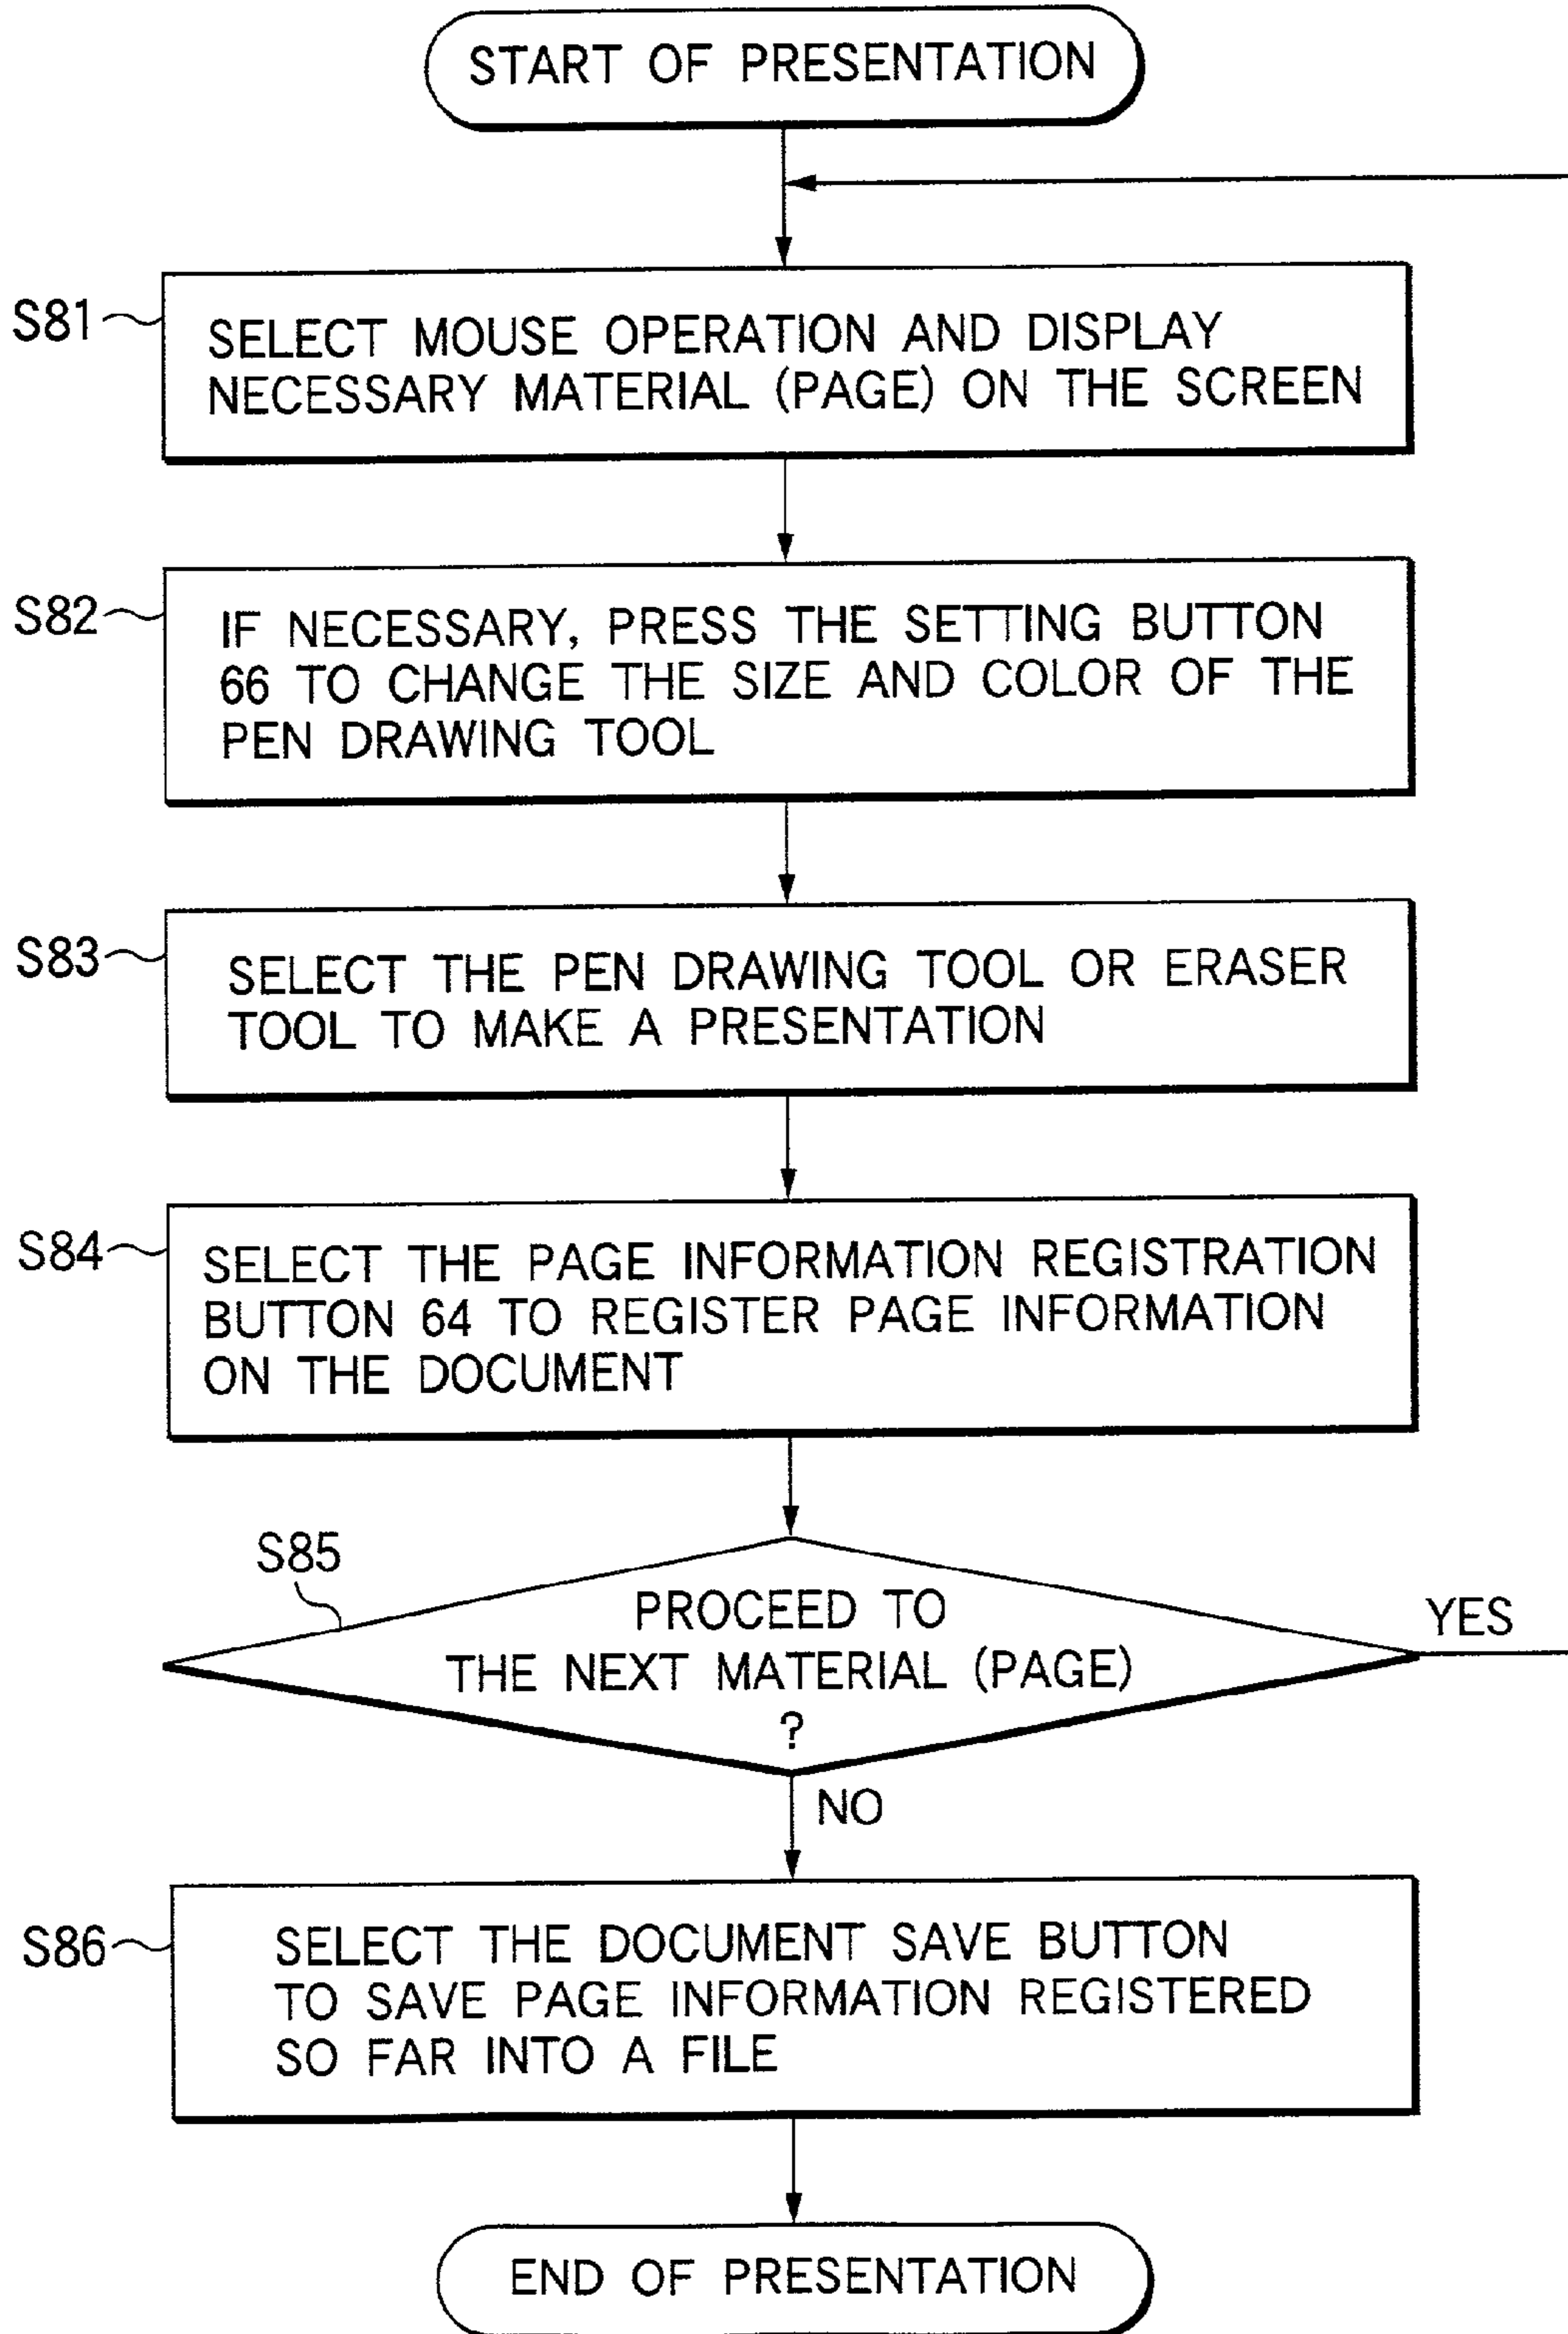 START OF PRESENTATION
S81
SELECT MOUSE OPERATION AND DISPLAY
NECESSARY MATERIAL (PAGE) ON THE SCREEN
S82
IF NECESSARY, PRESS THE SETTING BUTTON
66 TO CHANGE THE SIZE AND COLOR OF THE
PEN DRAWING TOOL
S83
SELECT THE PEN DRAWING TOOL OR ERASER
TOOL TO MAKE A PRESENTATION
S84
SELECT THE PAGE INFORMATION REGISTRATION
BUTTON 64 TO REGISTER PAGE INFORMATION
ON THE DOCUMENT
S85
PROCEED TO
THE NEXT MATERIAL (PAGE)
?
YES
NO
S86
SELECT THE DOCUMENT SAVE BUTTON
TO SAVE PAGE INFORMATION REGISTERED
SO FAR INTO A FILE
END OF PRESENTATION